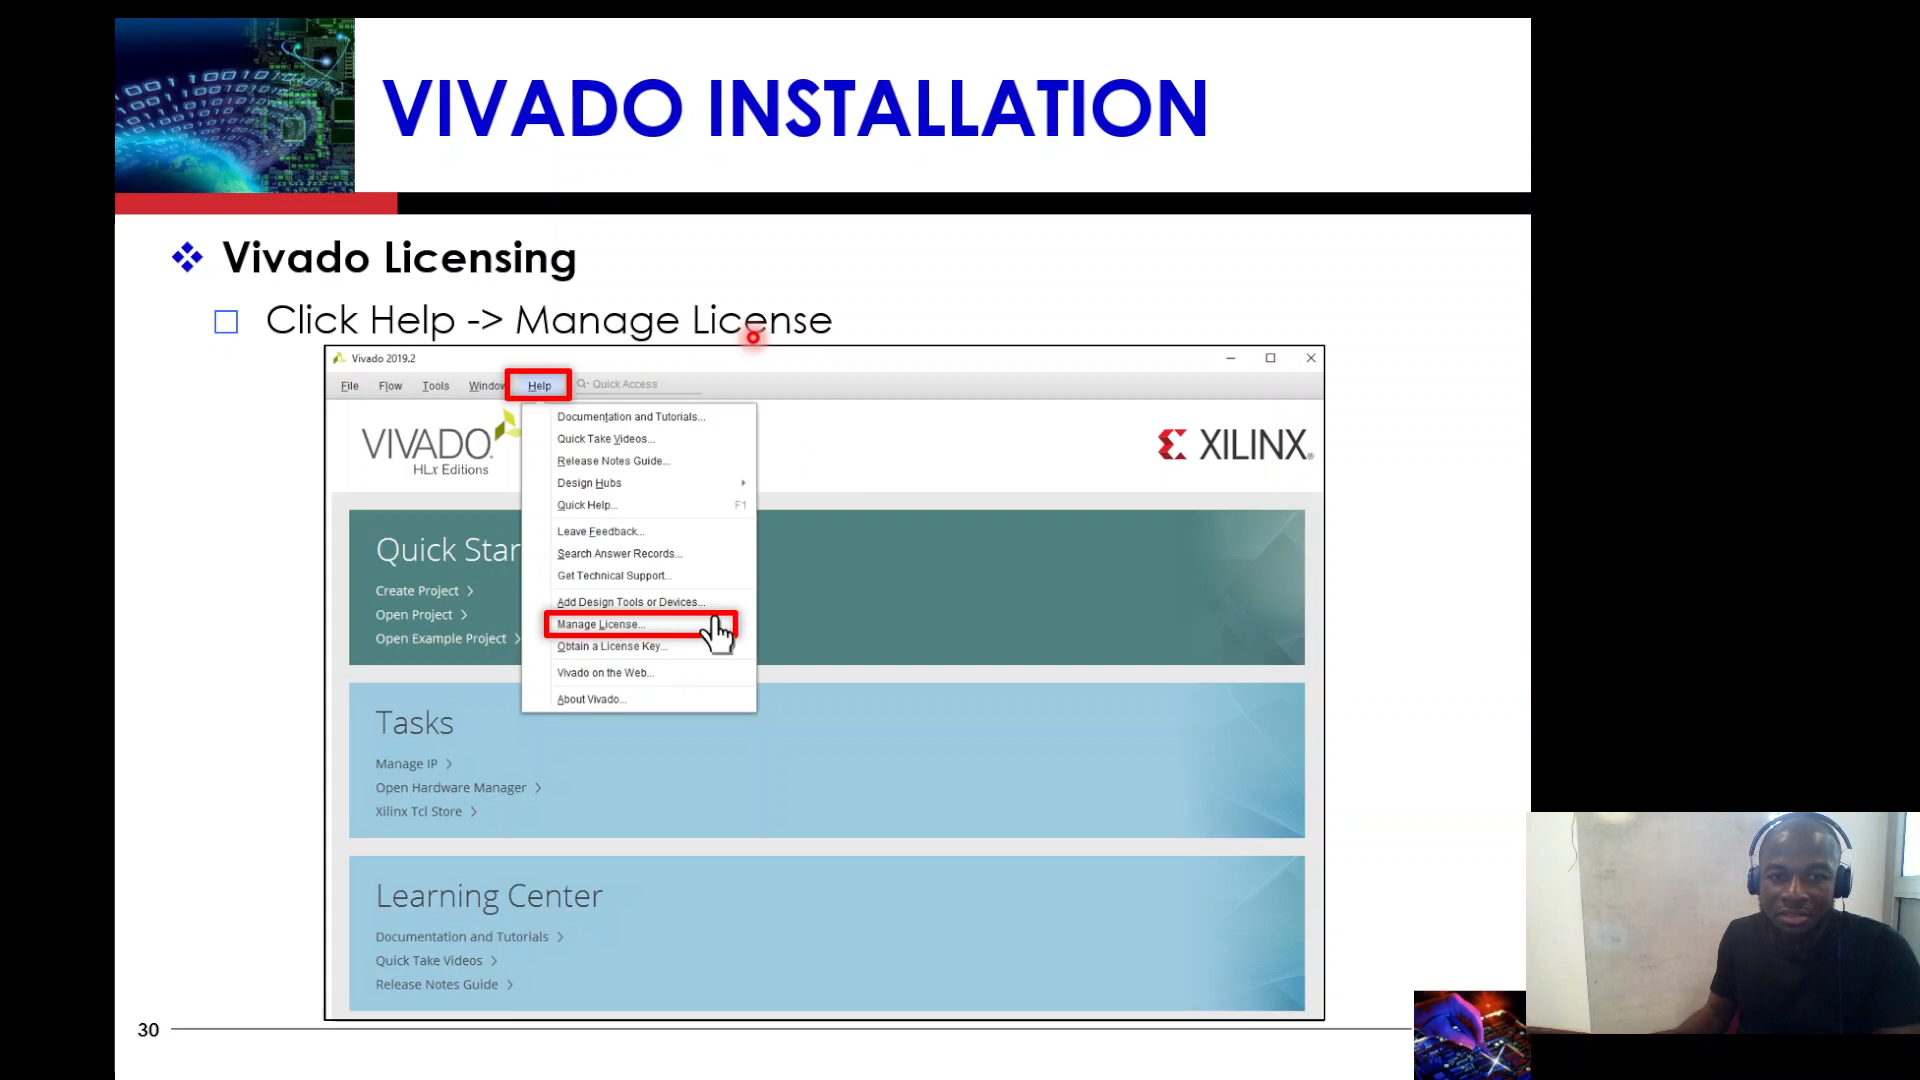 VIVADO INSTALLATION
Vivado Licensing
Click Help -> Manage License
Vivado 2019.2
File Flow Tools Window Help Quick Access
VIVADO.
HLx Editions
XILINX®
Documentation and Tutorials...
Quick Take Videos...
Release Notes Guide...
Design Hubs
Quick Help... F1
Leave Feedback...
Search Answer Records...
Get Technical Support...
Add Design Tools or Devices...
Manage License...
Obtain a License Key...
Vivado on the Web...
About Vivado...
Quick Star
Create Project >
Open Project >
Open Example Project >
Tasks
Manage IP >
Open Hardware Manager >
Xilinx Tcl Store >
Learning Center
Documentation and Tutorials >
Quick Take Videos >
Release Notes Guide >
30